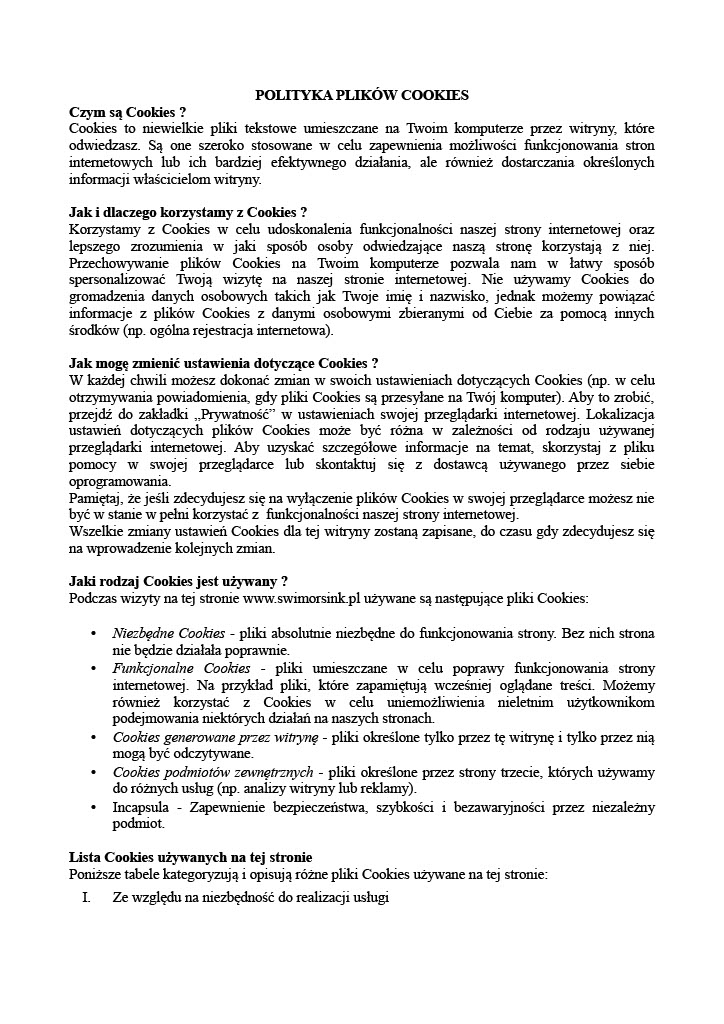 POLITYKA PLIKÓW COOKIES
Czym są Cookies ?
Cookies to niewielkie pliki tekstowe umieszczane na Twoim komputerze przez witryny, które
odwiedzasz. Są one szeroko stosowane w celu zapewnienia możliwości funkcjonowania stron
internetowych lub ich bardziej efektywnego działania, ale również dostarczania określonych
informacji właścicielom witryny.
Jak i dlaczego korzystamy z Cookies ?
Korzystamy z Cookies w celu udoskonalenia funkcjonalności naszej strony internetowej oraz
lepszego zrozumienia w jaki sposób osoby odwiedzające naszą stronę korzystają z niej.
Przechowywanie plików Cookies na Twoim komputerze pozwala nam w łatwy sposób
spersonalizować Twoją wizytę na naszej stronie internetowej. Nie używamy Cookies do
gromadzenia danych osobowych takich jak Twoje imię i nazwisko, jednak możemy powiązać
informacje z plików Cookies z danymi osobowymi zbieranymi od Ciebie za pomocą innych
środków (np. ogólna rejestracja internetowa).
Jak mogę zmienić ustawienia dotyczące Cookies ?
W każdej chwili możesz dokonać zmian w swoich ustawieniach dotyczących Cookies (np. w celu
otrzymywania powiadomienia, gdy pliki Cookies są przesyłane na Twój komputer). Aby to zrobić,
przejdź do zakładki „Prywatność” w ustawieniach swojej przeglądarki internetowej. Lokalizacja
ustawień dotyczących plików Cookies może być różna w zależności od rodzaju używanej
przeglądarki internetowej. Aby uzyskać szczegółowe informacje na temat, skorzystaj z pliku
pomocy w swojej przeglądarce lub skontaktuj się z dostawcą używanego przez siebie
oprogramowania.
Pamiętaj, że jeśli zdecydujesz się na wyłączenie plików Cookies w swojej przeglądarce możesz nie
być w stanie w pełni korzystać z funkcjonalności naszej strony internetowej.
Wszelkie zmiany ustawień Cookies dla tej witryny zostaną zapisane, do czasu gdy zdecydujesz się
na wprowadzenie kolejnych zmian.
Jaki rodzaj Cookies jest używany ?
Podczas wizyty na tej stronie www.swimorsink.pl używane są następujące pliki Cookies:
• Niezbędne Cookies - pliki absolutnie niezbędne do funkcjonowania strony. Bez nich strona
nie będzie działała poprawnie.
• Funkcjonalne Cookies - pliki umieszczane w celu poprawy funkcjonowania strony
internetowej. Na przykład pliki, które zapamiętują wcześniej oglądane treści. Możemy
również korzystać z Cookies w celu uniemożliwienia nieletnim użytkownikom
podejmowania niektórych działań na naszych stronach.
• Cookies generowane przez witrynę - pliki określone tylko przez tę witrynę i tylko przez nią
mogą być odczytywane.
• Cookies podmiotów zewnętrznych - pliki określone przez strony trzecie, których używamy
do różnych usług (np. analizy witryny lub reklamy).
• Incapsula - Zapewnienie bezpieczeństwa, szybkości i bezawaryjności przez niezależny
podmiot.
Lista Cookies używanych na tej stronie
Poniższe tabele kategoryzują i opisują różne pliki Cookies używane na tej stronie:
I. Ze względu na niezbędność do realizacji usługi